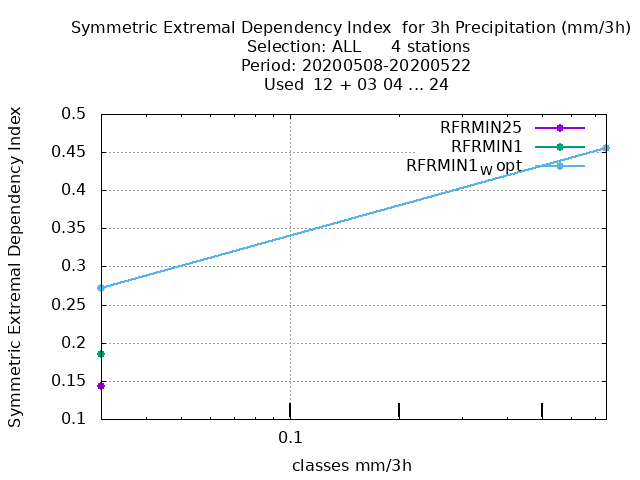 Symmetric Extremal Dependency Index  for 3h Precipitation (mm/3h)
Selection: ALL      4 stations
Period: 20200508-20200522
Used  12 + 03 04 ... 24
RFRMIN25
RFRMIN1
RFRMIN1W opt
Symmetric Extremal Dependency Index
0.5
0.45
0.4
0.35
0.3
0.25
0.2
0.15
0.1
0.1
classes mm/3h